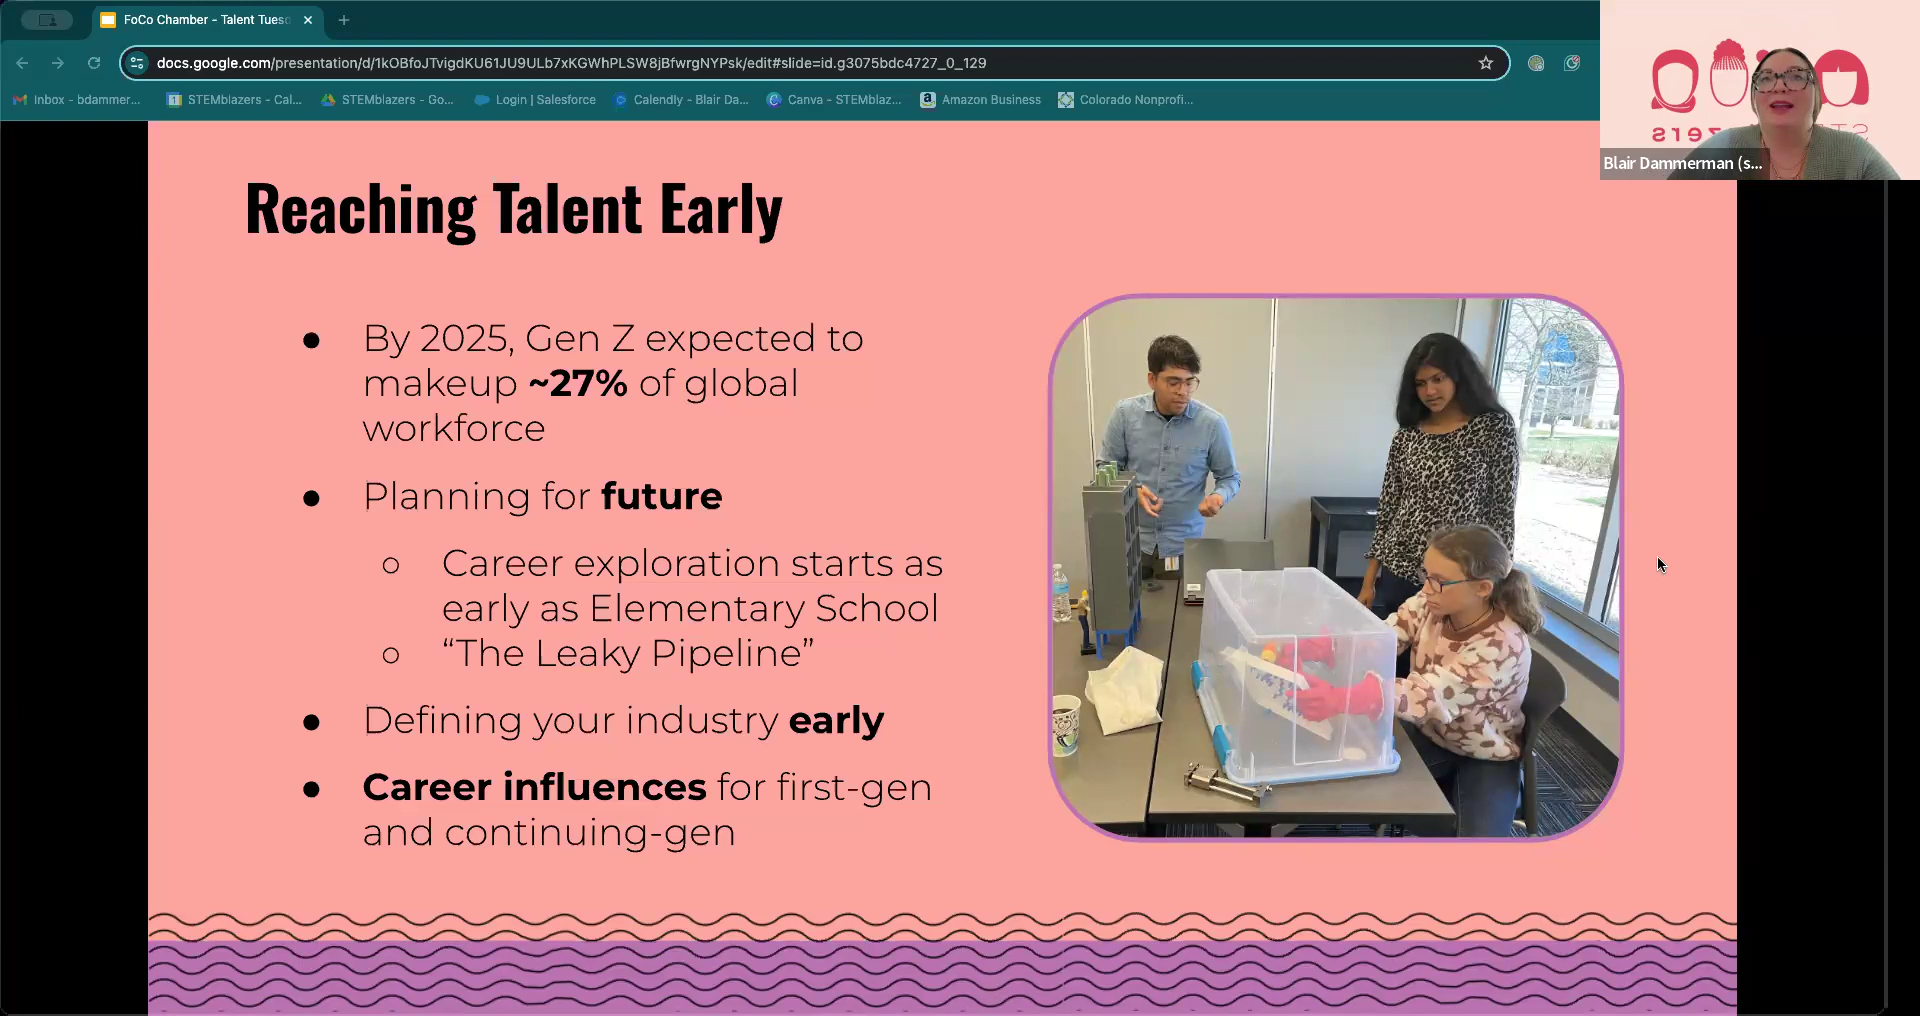 FoCo Chamber - Talent Tues
docs.google.com/presentation/d/1kOBfoJTvigdKU61JU9ULb7xKGWhPLSW8jBfwrgNYPsk/edit#slide=id.g3075bdc4727_0_129
Inbox - bdammer... STEMblazers - Cal... STEMblazers - Go... Login | Salesforce Calendly - Blair Da... Canva - STEMblaz... Amazon Business Colorado Nonprofi...
Blair Dammerman (s...
Reaching Talent Early
● By 2025, Gen Z expected to
makeup ~27% of global
workforce
● Planning for future
○ Career exploration starts as
early as Elementary School
○ “The Leaky Pipeline”
● Defining your industry early
● Career influences for first-gen
and continuing-gen